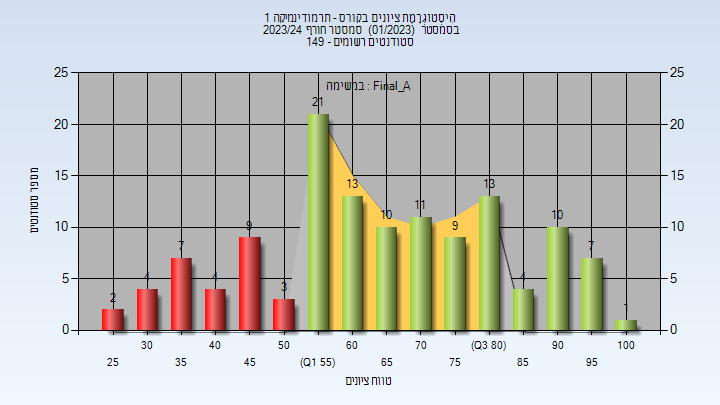 היסטוגרמת ציונים בקורס - תרמודינמיקה 1
בסמסטר (01/2023) סמסטר חורף 2023/24
סטודנטים רשומים - 149
במשימה : Final_A
25 25
20 20
15 15
10 10
5 5
0 0
מספר סטודנטים
2 4 7 4 9 3 21 13 10 11 9 13 4 10 7 1
30 40 50 60 70 (Q3 80) 90 100
25 35 45 (Q1 55) 65 75 85 95
טווח ציונים